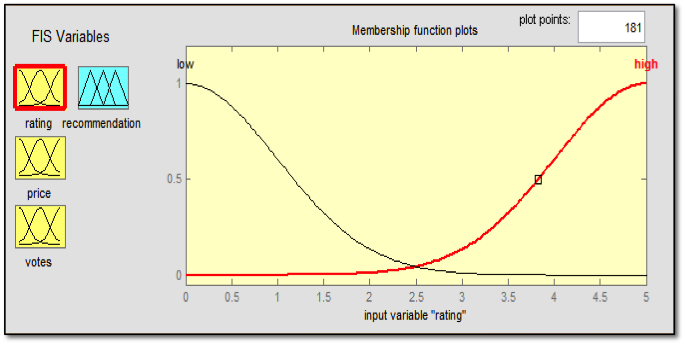 FIS Variables
Membership function plots
plot points:
181
rating
recommendation
price
votes
low
high
1
0.5
0
0 0.5 1 1.5 2 2.5 3 3.5 4 4.5 5
input variable "rating"